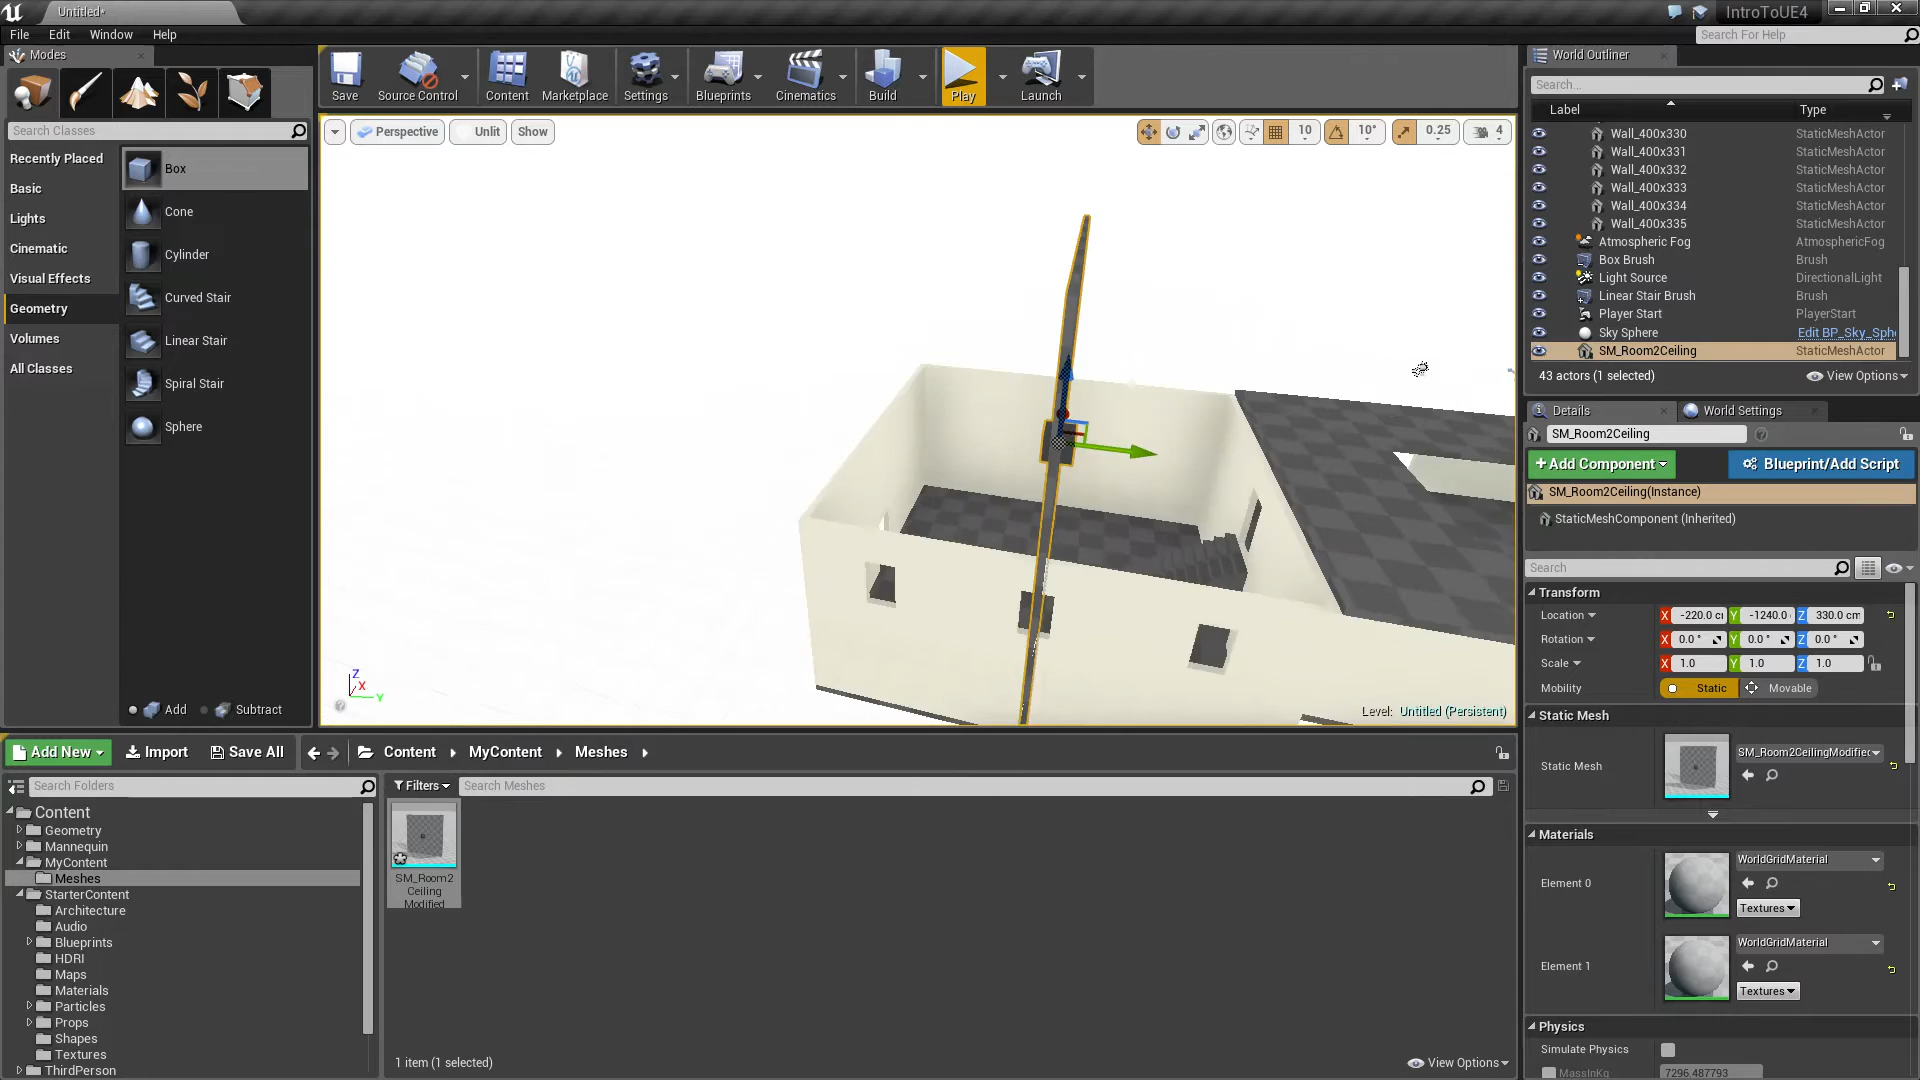 Untitled*
IntroToUE4
File Edit Window Help
Search For Help
Modes
Search Classes
Recently Placed
Basic
Lights
Cinematic
Visual Effects
Geometry
Volumes
All Classes
Box
Cone
Cylinder
Curved Stair
Linear Stair
Spiral Stair
Sphere
Add Subtract
Save Source Control Content Marketplace Settings Blueprints Cinematics Build Play Launch
Perspective Unlit Show
10 10° 0.25 4
Z
X
Y
Level: Untitled (Persistent)
World Outliner
Search...
Label Type
Wall_400x330 StaticMeshActor
Wall_400x331 StaticMeshActor
Wall_400x332 StaticMeshActor
Wall_400x333 StaticMeshActor
Wall_400x334 StaticMeshActor
Wall_400x335 StaticMeshActor
Atmospheric Fog AtmosphericFog
Box Brush Brush
Light Source DirectionalLight
Linear Stair Brush Brush
Player Start PlayerStart
Sky Sphere Edit BP_Sky_Sph
SM_Room2Ceiling StaticMeshActor
43 actors (1 selected) View Options
Details World Settings
SM_Room2Ceiling
+Add Component Blueprint/Add Script
SM_Room2Ceiling(Instance)
StaticMeshComponent (Inherited)
Search
Transform
Location X -220.0 c Y -1240.0 Z 330.0 cm
Rotation X 0.0 ° Y 0.0 ° Z 0.0 °
Scale X 1.0 Y 1.0 Z 1.0
Mobility Static Movable
Static Mesh
Static Mesh SM_Room2CeilingModified
Materials
Element 0 WorldGridMaterial
Textures
Element 1 WorldGridMaterial
Textures
Physics
Simulate Physics
MassInKg 7296.487793
Add New Import Save All Content MyContent Meshes
Search Folders
Content
Geometry
Mannequin
MyContent
Meshes
StarterContent
Architecture
Audio
Blueprints
HDRI
Maps
Materials
Particles
Props
Shapes
Textures
ThirdPerson
Filters Search Meshes
SM_Room2
Ceiling
Modified
1 item (1 selected) View Options